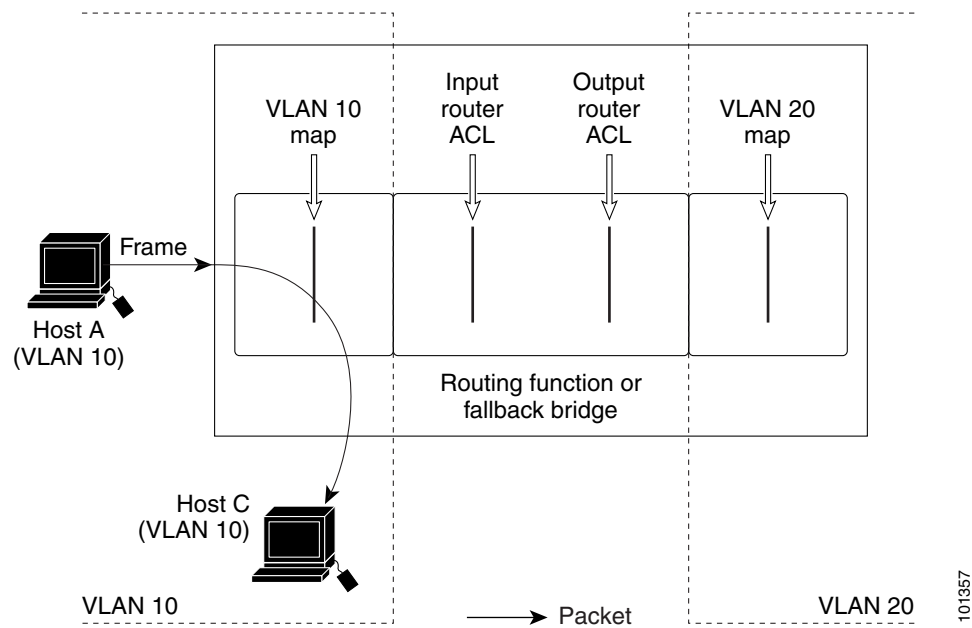 VLAN 10
map
Input
router
ACL
Output
router
ACL
VLAN 20
map
Frame
Host A
(VLAN 10)
Routing function or
fallback bridge
Host C
(VLAN 10)
VLAN 10
Packet
VLAN 20
101357